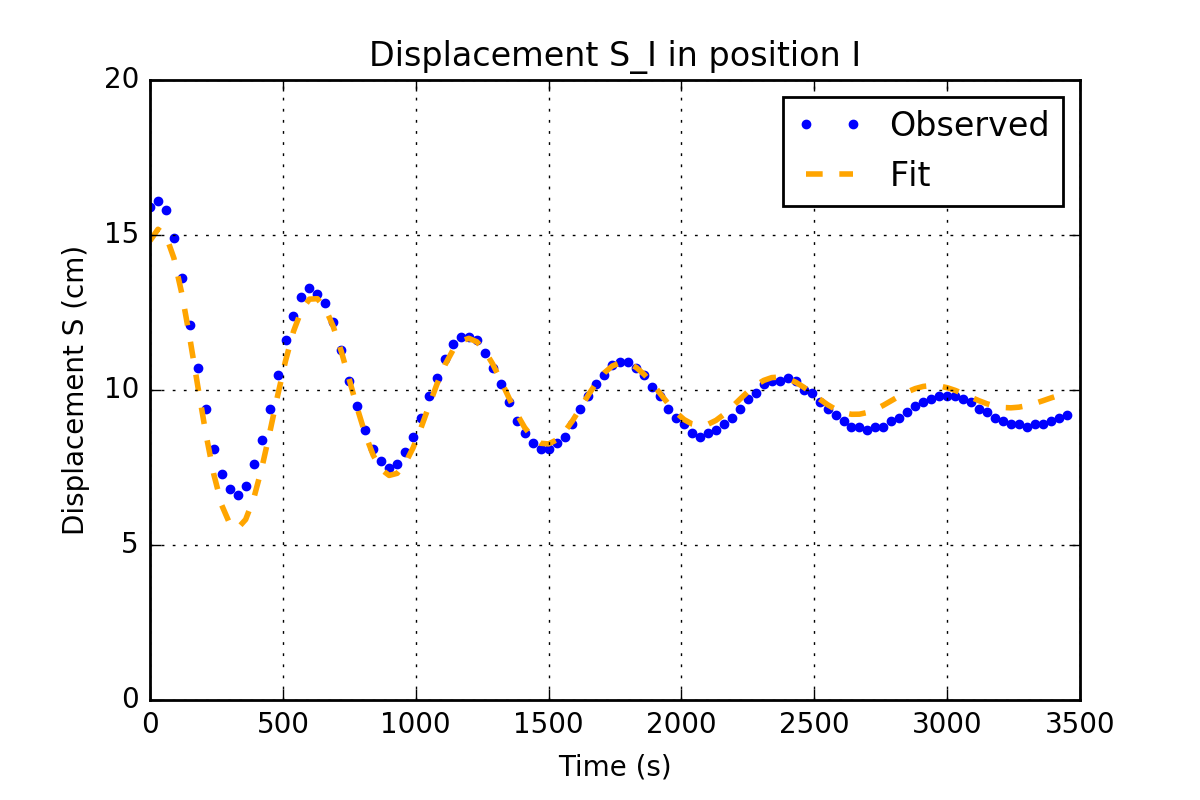 Displacement S_I in position I
Observed
Fit
Displacement S (cm)
20
15
10
5
0
0 500 1000 1500 2000 2500 3000 3500
Time (s)